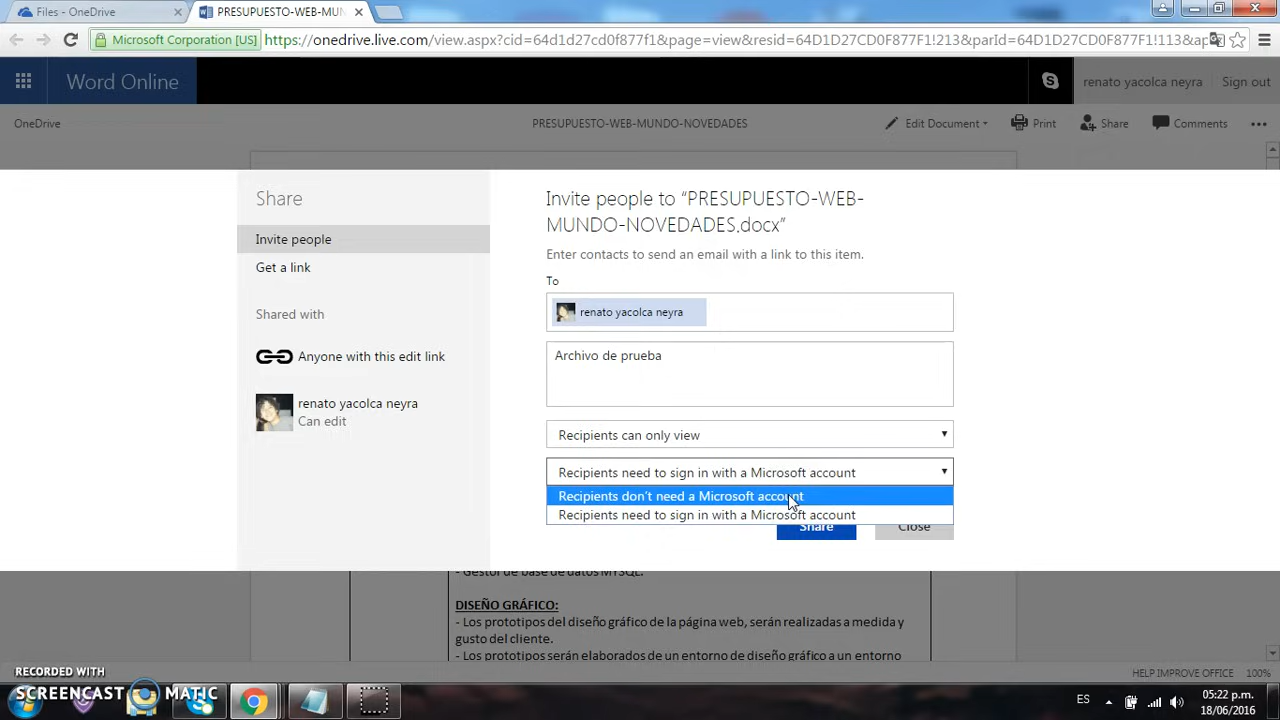 Files - OneDrive
PRESUPUESTO-WEB-MUN
Microsoft Corporation [US]
https://onedrive.live.com/view.aspx?cid=64d1d27cd0f877f1&page=view&resid=64D1D27CD0F877F1!213&parId=64D1D27CD0F877F1!113&ap
Word Online
renato yacolca neyra
Sign out
OneDrive
PRESUPUESTO-WEB-MUNDO-NOVEDADES
Edit Document
Print
Share
Comments
Share
Invite people
Get a link
Shared with
Anyone with this edit link
renato yacolca neyra
Can edit
Invite people to “PRESUPUESTO-WEB-
MUNDO-NOVEDADES.docx”
Enter contacts to send an email with a link to this item.
To
renato yacolca neyra
Archivo de prueba
Recipients can only view
Recipients need to sign in with a Microsoft account
Recipients don't need a Microsoft account
Recipients need to sign in with a Microsoft account
Share
Close
- Gestor de base de datos MYSQL.
DISEÑO GRÁFICO:
- Los prototipos del diseño gráfico de la página web, serán realizadas a medida y
gusto del cliente.
- Los prototipos serán elaborados de un entorno de diseño gráfico a un entorno
HELP IMPROVE OFFICE
100%
RECORDED WITH
SCREENCAST MATIC
ES
05:22 p.m.
18/06/2016